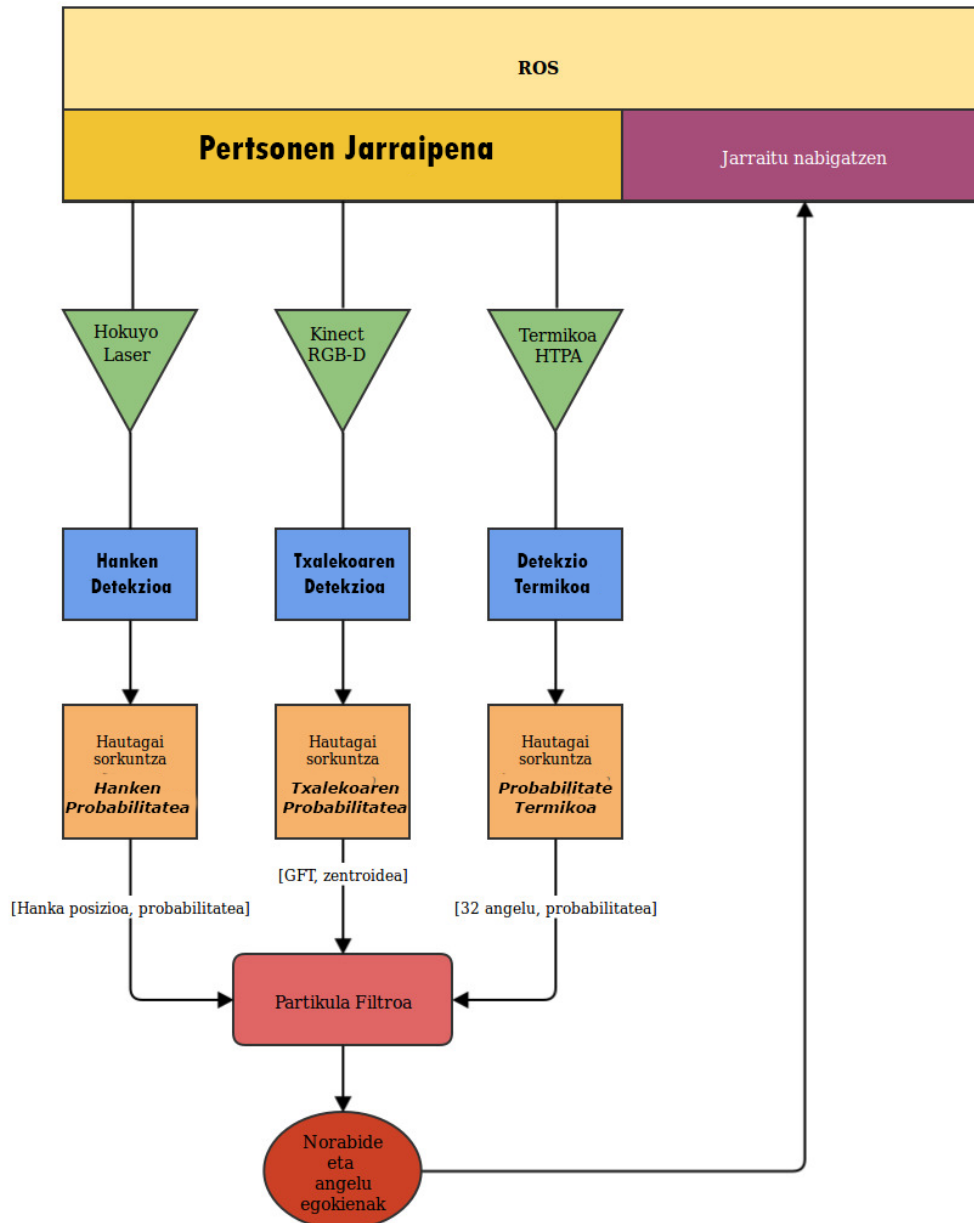 ROS
Pertsonen Jarraipena
Jarraitu nabigatzen
Hokuyo
Laser
Kinect
RGB-D
Termikoa
HTPA
Hanken
Detekzioa
Txalekoaren
Detekzioa
Detekzio
Termikoa
Hautagai
sorkuntza
Hanken
Probabilitatea
Hautagai
sorkuntza
Txalekoaren
Probabilitatea
Hautagai
sorkuntza
Probabilitate
Termikoa
[GFT, zentroidea]
[Hanka posizioa, probabilitatea]
[32 angelu, probabilitatea]
Partikula Filtroa
Norabide
eta
angelu
egokienak